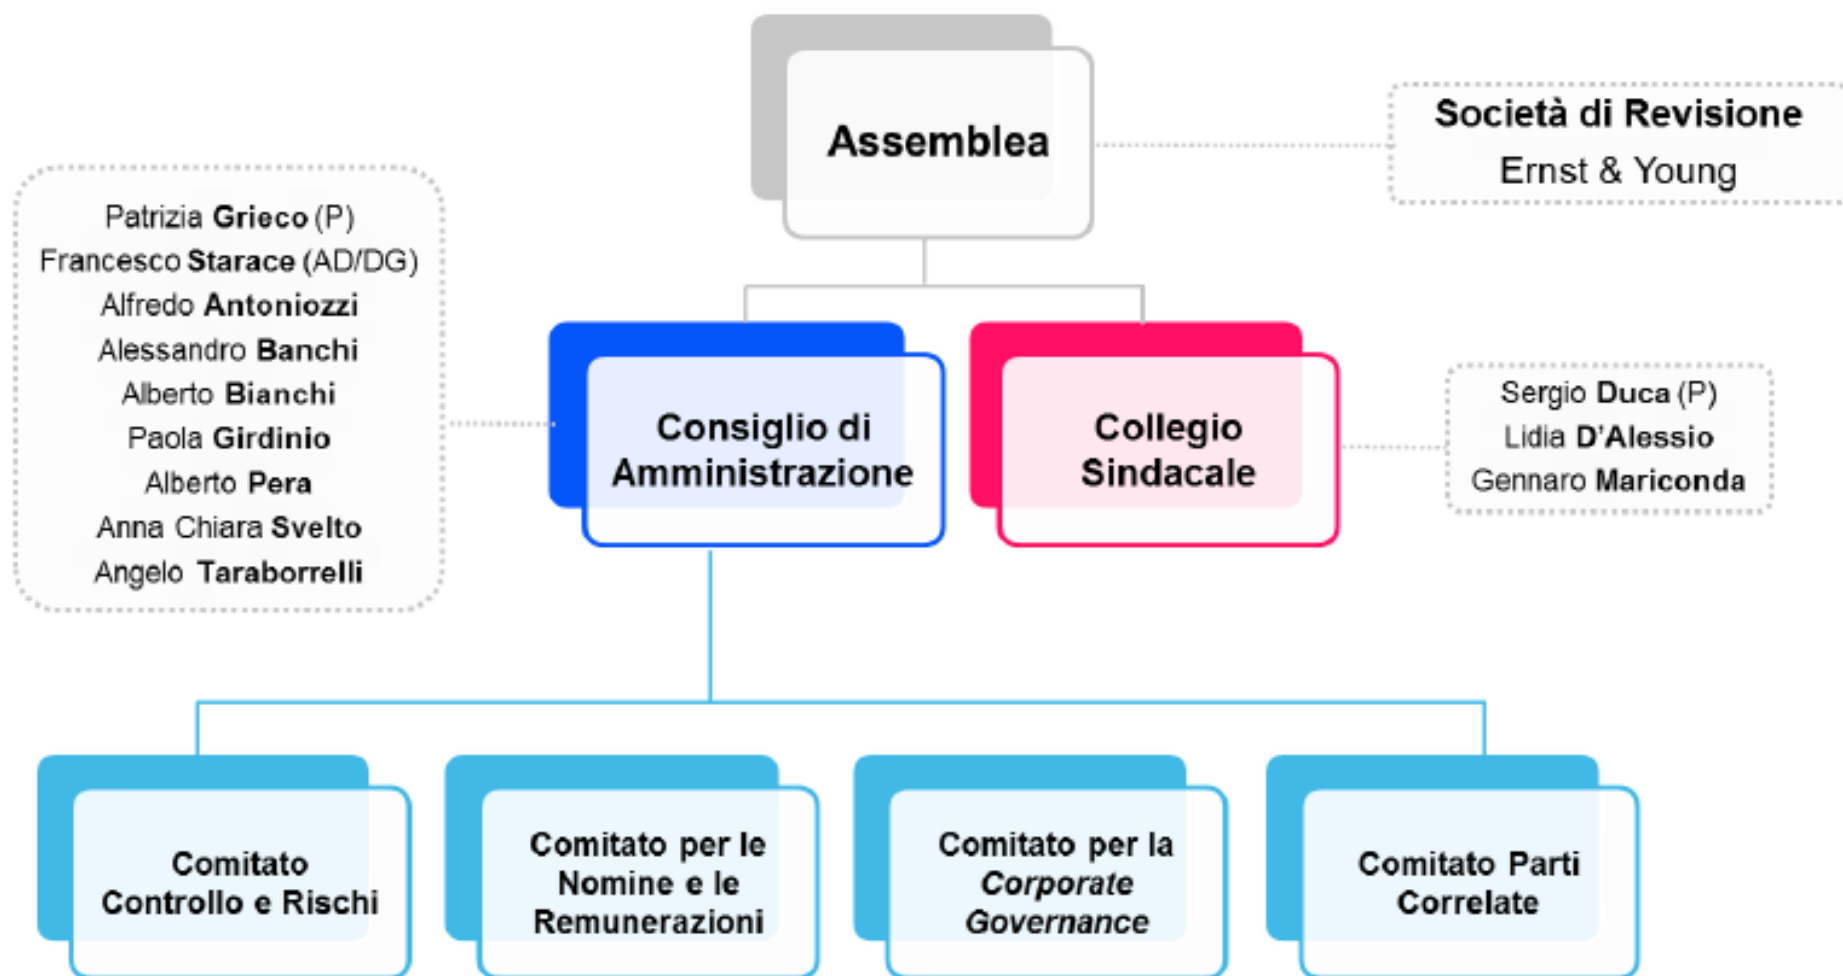 Assemblea
Società di Revisione
Ernst & Young
Patrizia Grieco (P)
Francesco Starace (AD/DG)
Alfredo Antoniozzi
Alessandro Banchi
Alberto Bianchi
Paola Girdinio
Alberto Pera
Anna Chiara Svelto
Angelo Taraborrelli
Consiglio di
Amministrazione
Collegio
Sindacale
Sergio Duca (P)
Lidia D'Alessio
Gennaro Mariconda
Comitato
Controllo e Rischi
Comitato per le
Nomine e le
Remunerazioni
Comitato per la
Corporate
Governance
Comitato Parti
Correlate